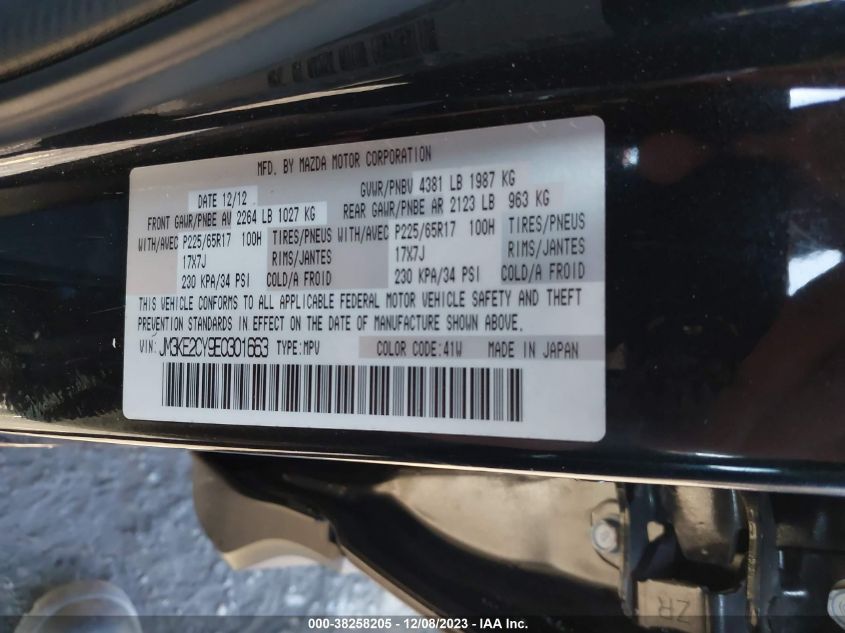 MFD. BY MAZDA MOTOR CORPORATION
DATE 12/12 GVWR/PNBV 4381 LB 1987 KG
FRONT GAWR/PNBE AV 2264 LB 1027 KG REAR GAWR/PNBE AR 2123 LB 963 KG
WITH/AVEC P225/65R17 100H TIRES/PNEUS WITH/AVEC P225/65R17 100H TIRES/PNEUS
17X7J RIMS/JANTES 17X7J RIMS/JANTES
230 KPA/34 PSI COLD/A FROID 230 KPA/34 PSI COLD/A FROID
THIS VEHICLE CONFORMS TO ALL APPLICABLE FEDERAL MOTOR VEHICLE SAFETY AND THEFT
PREVENTION STANDARDS IN EFFECT ON THE DATE OF MANUFACTURE SHOWN ABOVE.
VIN: JM3KE2CY9E0301663 TYPE:MPV COLOR CODE:41W MADE IN JAPAN
ZR
000-38258205 - 12/08/2023 - IAA Inc.